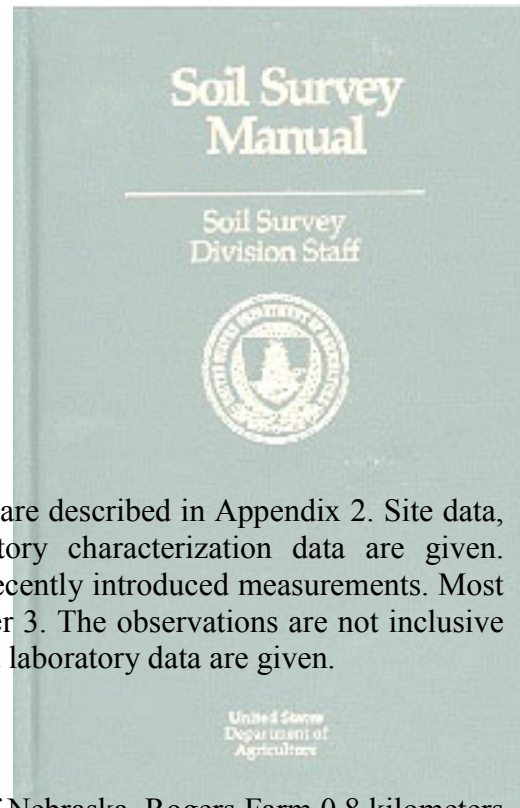 Soil Survey
Manual
Soil Survey
Division Staff
are described in Appendix 2. Site data,
tory characterization data are given.
ecently introduced measurements. Most
er 3. The observations are not inclusive
laboratory data are given.
United States
Department of
Agriculture
Nebraska, Rogers Farm 0.8 kilometers